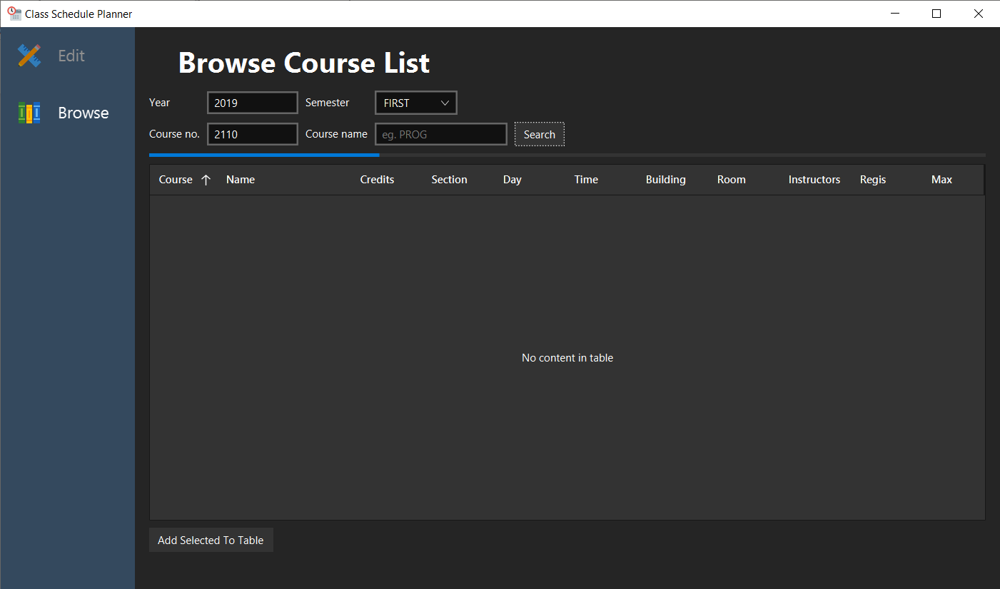 Class Schedule Planner
Edit
Browse
Browse Course List
Year 2019 Semester FIRST
Course no. 2110 Course name eg. PROG Search
Course Name Credits Section Day Time Building Room Instructors Regis Max
No content in table
Add Selected To Table